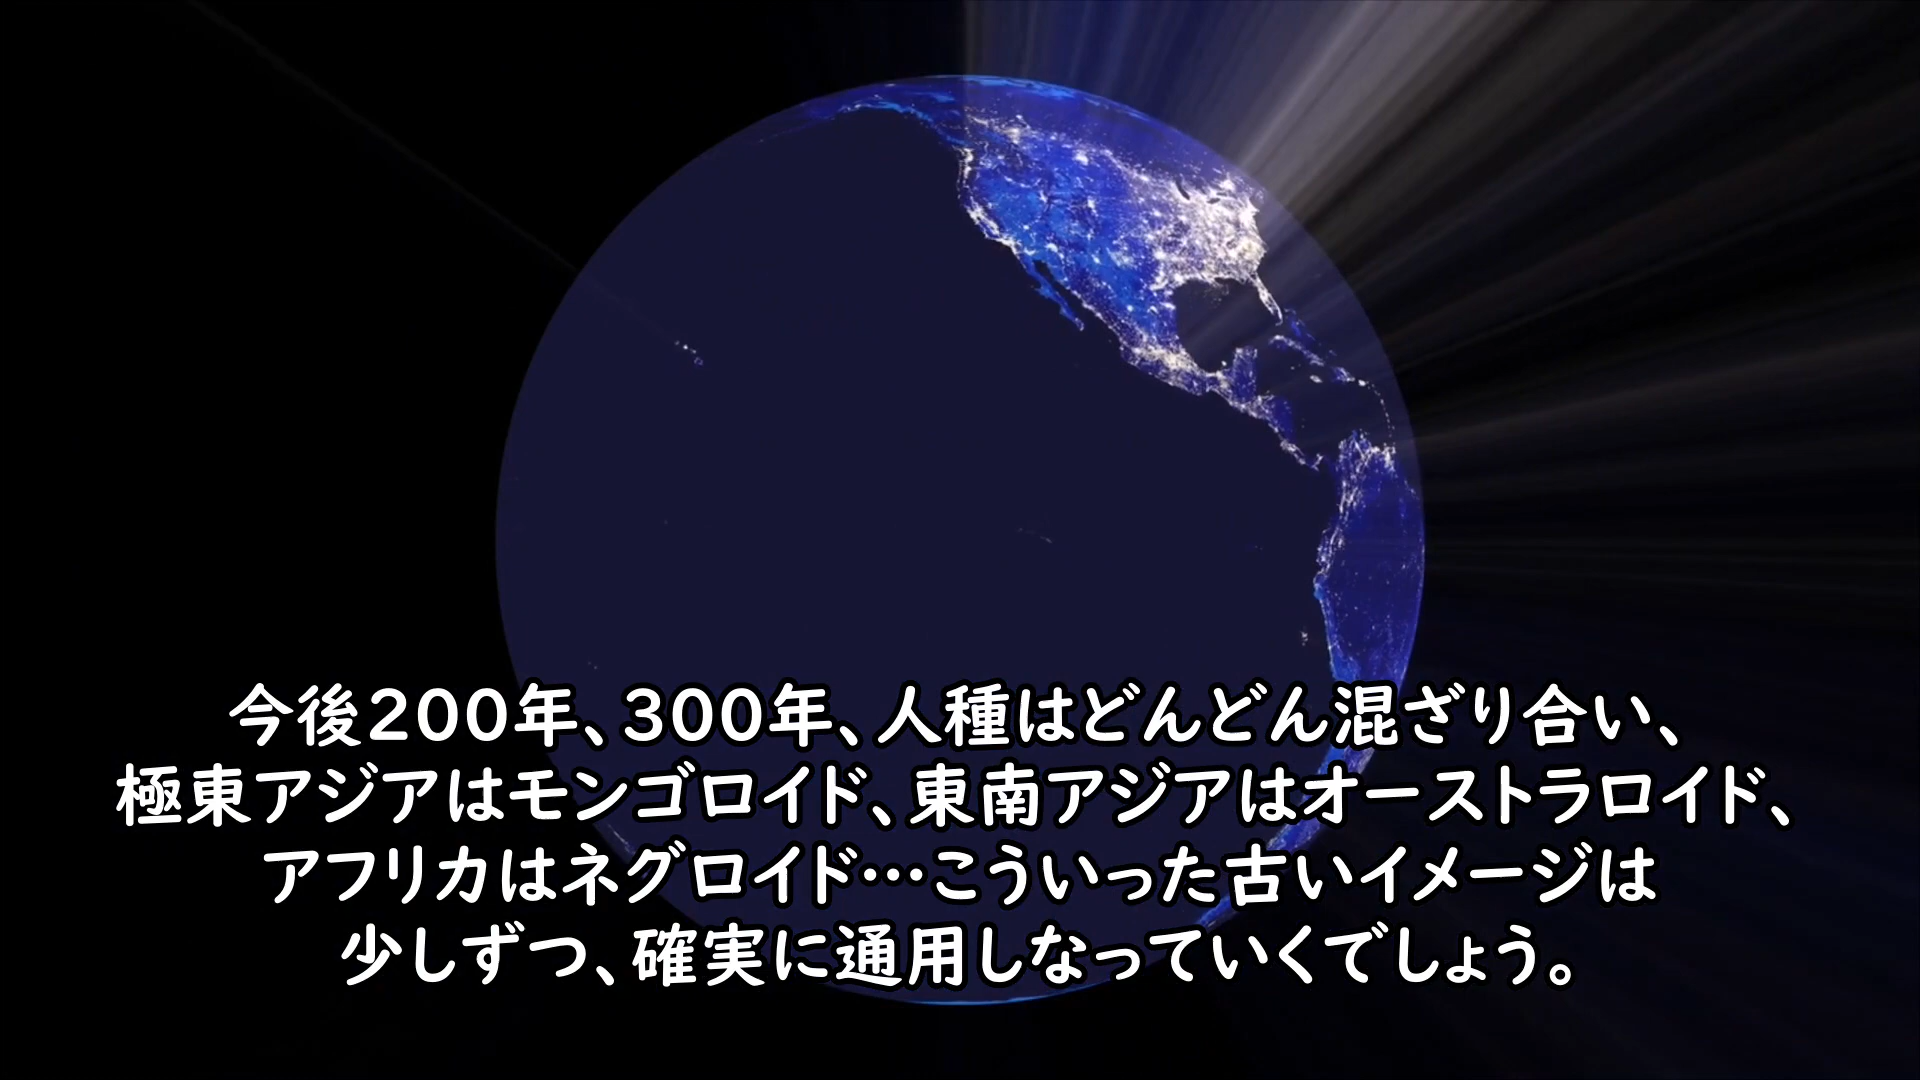 今後200年、300年、人種はどんどん混ざり合い、
極東アジアはモンゴロイド、東南アジアはオーストラロイド、
アフリカはネグロイド…こういった古いイメージは
少しずつ、確実に通用しなっていくでしょう。